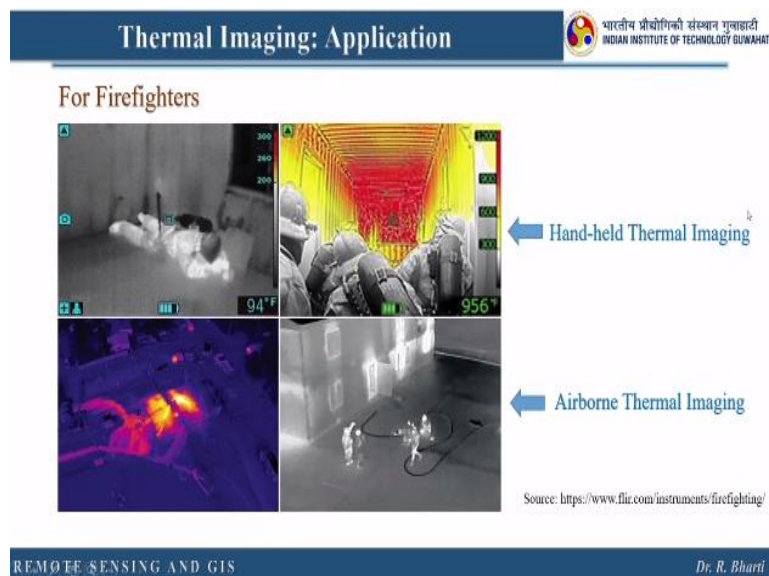 Thermal Imaging: Application
भारतीय प्रौद्योगिकी संस्थान गुवाहाटी
INDIAN INSTITUTE OF TECHNOLOGY GUWAHAT
For Firefighters
300
260
200
94°F
1200
900
600
300
956°F
Hand-held Thermal Imaging
Airborne Thermal Imaging
Source: https://www.flir.com/instruments/firefighting/
REMOTE SENSING AND GIS
Dr. R. Bharti